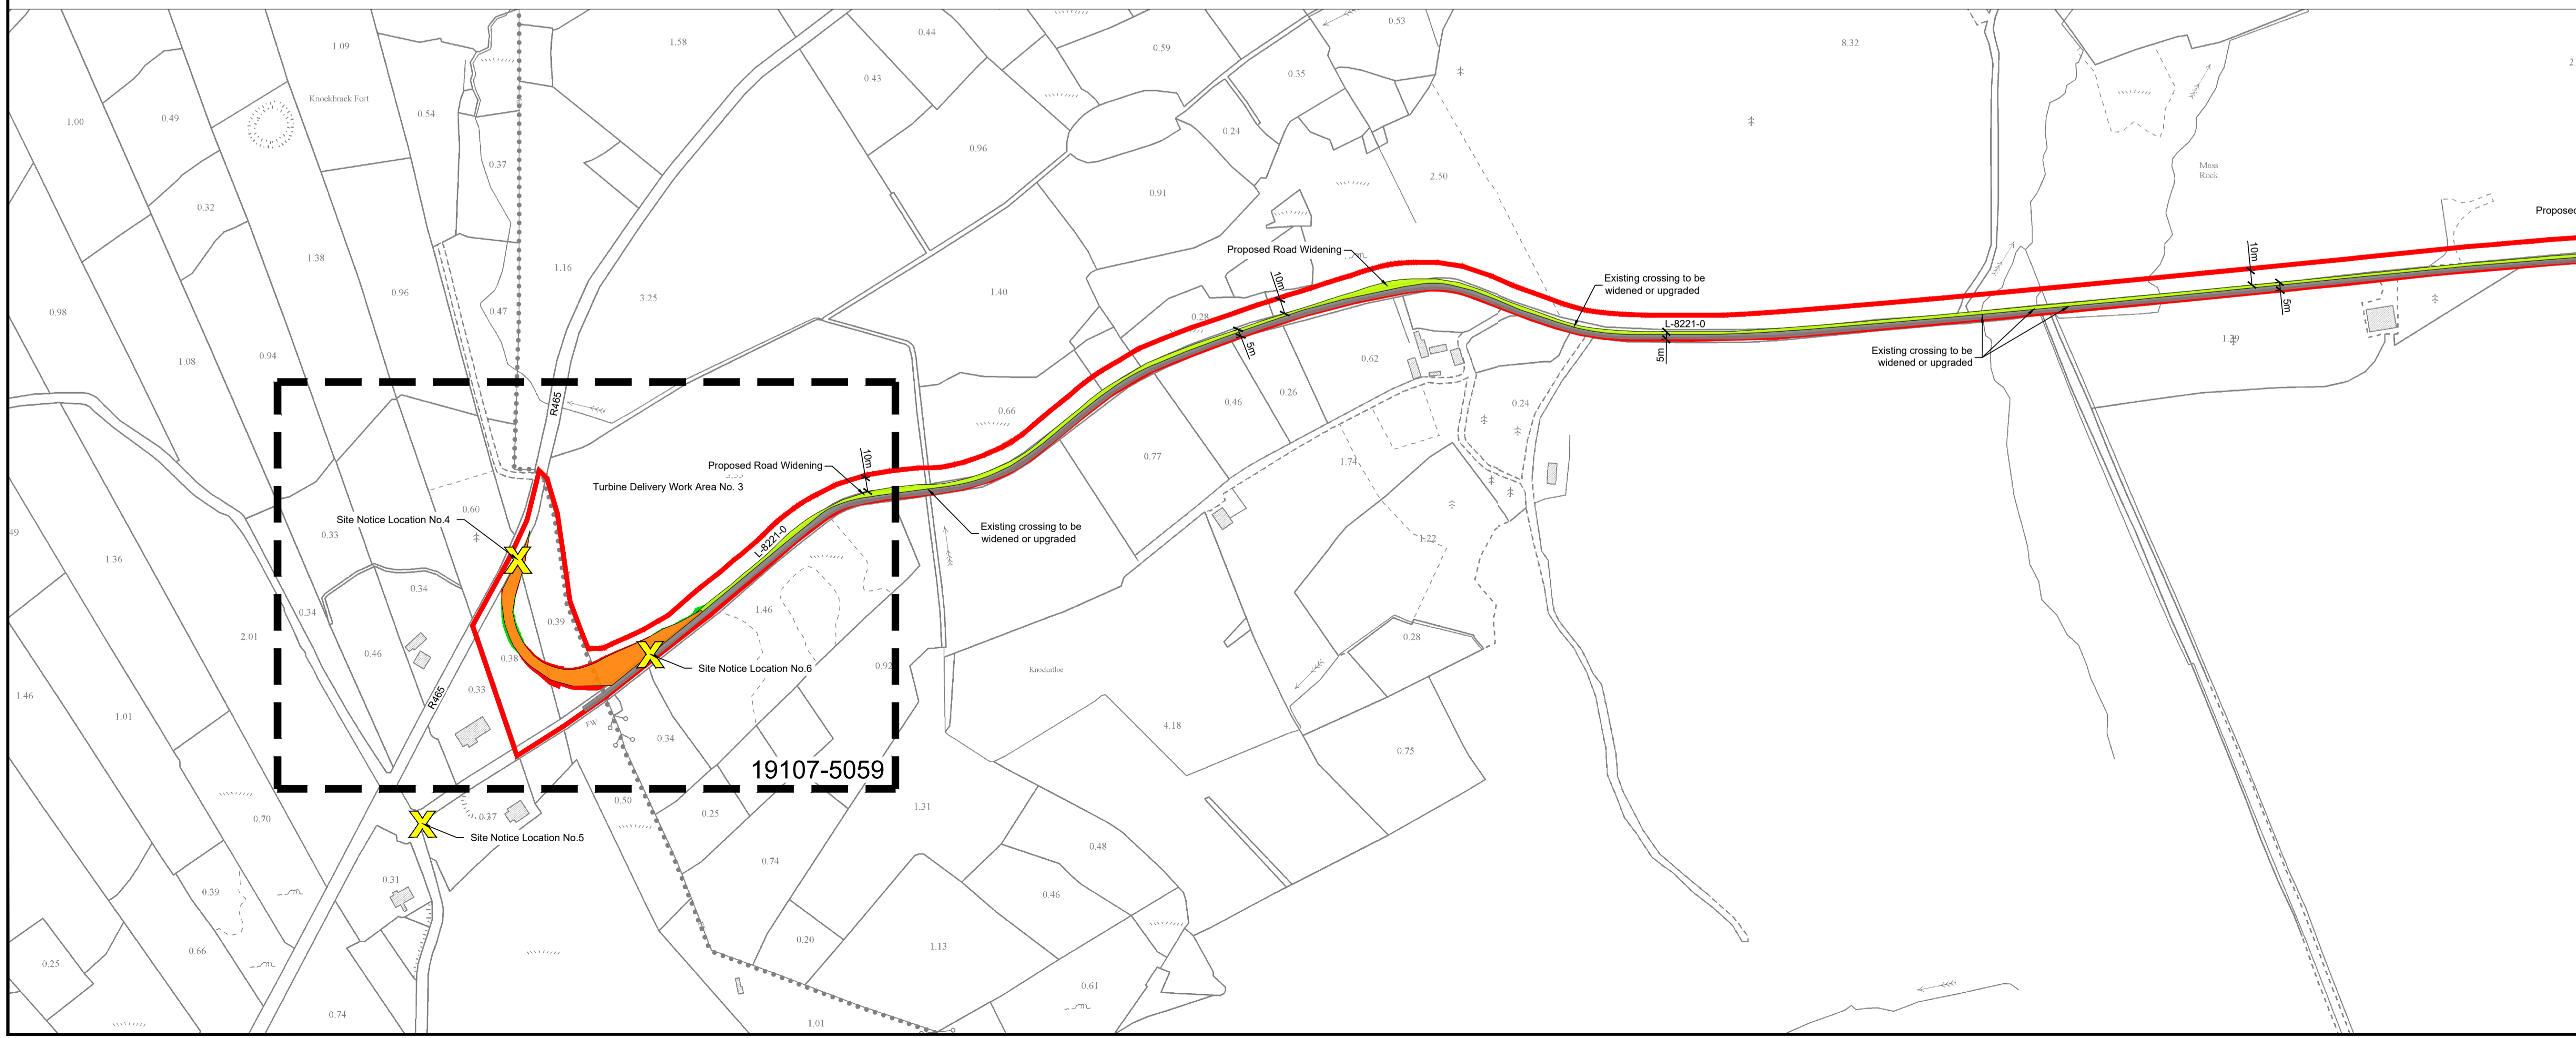 0.53
0.44
1.58
1.09
0.59
8.32
0.43
0.35
Knockbrack Fort
0.54
0.49
1.00
0.24
0.96
0.37
Mass
Rock
2.50
0.91
0.32
Proposed
1.38
Proposed Road Widening
10m
1.16
10m
Existing crossing to be
widened or upgraded
0.96
1.40
3.25
0.47
0.98
0.28
L-8221-0
5m
5m
5m
1.39
Existing crossing to be
widened or upgraded
0.94
1.08
0.62
0.26
0.46
R465
0.66
0.24
0.77
1.74
10m
Proposed Road Widening
Turbine Delivery Work Area No. 3
0.60
Site Notice Location No.4
0.33
49
Existing crossing to be
widened or upgraded
L-8221-0
1.22
1.36
0.34
0.34
1.46
0.39
2.01
0.28
0.46
0.38
Site Notice Location No.6
0.92
Knockatloe
0.33
R465
1.46
1.01
FW
4.18
0.34
0.75
19107-5059
0.50
1.31
0.25
0.37
0.70
Site Notice Location No.5
0.48
0.74
0.31
0.39
0.46
0.20
1.13
0.66
0.25
0.61
0.74
1.01